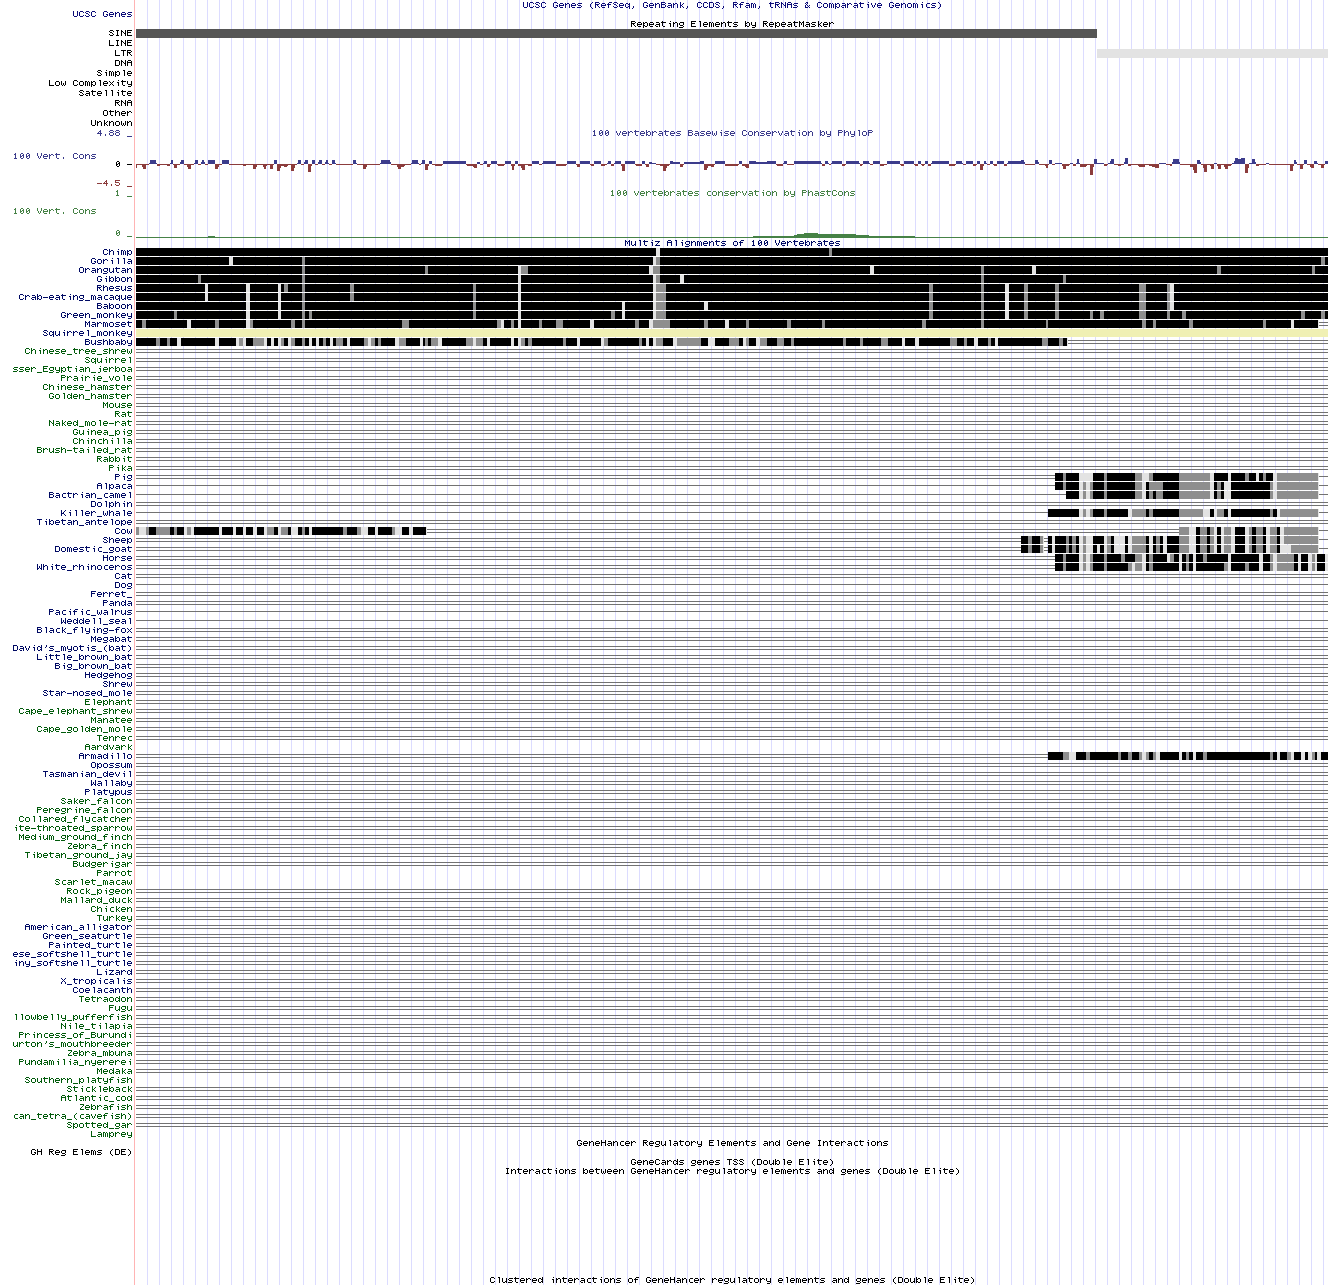 UCSC Genes (RefSeq, GenBank, CCDS, Rfam, tRNAs & Comparative Genomics)
UCSC Genes
Repeating Elements by RepeatMasker
SINE
LINE
LTR
DNA
Simple
Low Complexity
Satellite
RNA
Other
Unknown
4.88 _
100 vertebrates Basewise Conservation by PhyloP
100 Vert. Cons
0 -
-4.5 _
1 _
100 vertebrates conservation by PhastCons
100 Vert. Cons
0 _
Multiz Alignments of 100 Vertebrates
Chimp
Gorilla
Orangutan
Gibbon
Rhesus
Crab-eating_macaque
Baboon
Green_monkey
Marmoset
Squirrel_monkey
Bushbaby
Chinese_tree_shrew
Squirrel
sser_Egyptian_jerboa
Prairie_vole
Chinese_hamster
Golden_hamster
Mouse
Rat
Naked_mole-rat
Guinea_pig
Chinchilla
Brush-tailed_rat
Rabbit
Pika
Pig
Alpaca
Bactrian_camel
Dolphin
Killer_whale
Tibetan_antelope
Cow
Sheep
Domestic_goat
Horse
White_rhinoceros
Cat
Dog
Ferret_
Panda
Pacific_walrus
Weddell_seal
Black_flying-fox
Megabat
David's_myotis_(bat)
Little_brown_bat
Big_brown_bat
Hedgehog
Shrew
Star-nosed_mole
Elephant
Cape_elephant_shrew
Manatee
Cape_golden_mole
Tenrec
Aardvark
Armadillo
Opossum
Tasmanian_devil
Wallaby
Platypus
Saker_falcon
Peregrine_falcon
Collared_flycatcher
ite-throated_sparrow
Medium_ground_finch
Zebra_finch
Tibetan_ground_jay
Budgerigar
Parrot
Scarlet_macaw
Rock_pigeon
Mallard_duck
Chicken
Turkey
American_alligator
Green_seaturtle
Painted_turtle
ese_softshell_turtle
iny_softshell_turtle
Lizard
X_tropicalis
Coelacanth
Tetraodon
Fugu
llowbelly_pufferfish
Nile_tilapia
Princess_of_Burundi
urton's_mouthbreeder
Zebra_mbuna
Pundamilia_nyererei
Medaka
Southern_platyfish
Stickleback
Atlantic_cod
Zebrafish
can_tetra_(cavefish)
Spotted_gar
Lamprey
GeneHancer Regulatory Elements and Gene Interactions
GH Reg Elems (DE)
GeneCards genes TSS (Double Elite)
Interactions between GeneHancer regulatory elements and genes (Double Elite)
Clustered interactions of GeneHancer regulatory elements and genes (Double Elite)